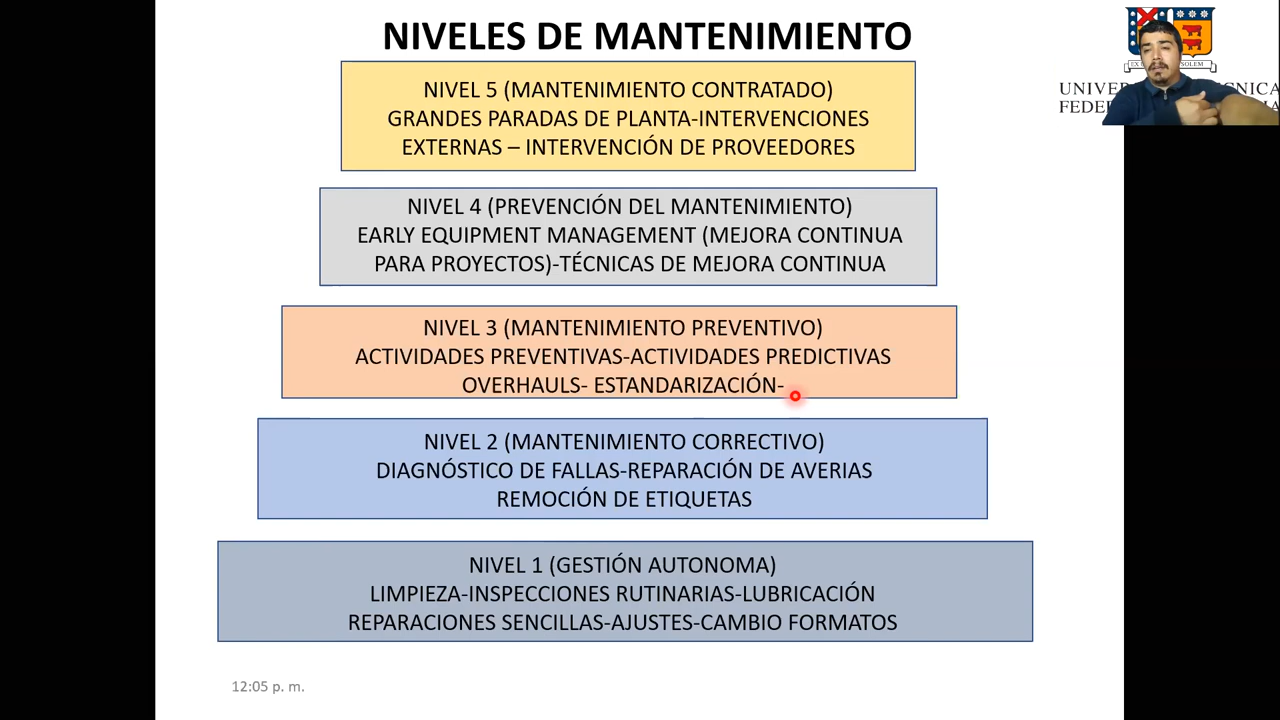 NIVELES DE MANTENIMIENTO
NIVEL 5 (MANTENIMIENTO CONTRATADO)
GRANDES PARADAS DE PLANTA-INTERVENCIONES
EXTERNAS – INTERVENCIÓN DE PROVEEDORES
NIVEL 4 (PREVENCIÓN DEL MANTENIMIENTO)
EARLY EQUIPMENT MANAGEMENT (MEJORA CONTINUA
PARA PROYECTOS)-TÉCNICAS DE MEJORA CONTINUA
NIVEL 3 (MANTENIMIENTO PREVENTIVO)
ACTIVIDADES PREVENTIVAS-ACTIVIDADES PREDICTIVAS
OVERHAULS- ESTANDARIZACIÓN-
NIVEL 2 (MANTENIMIENTO CORRECTIVO)
DIAGNÓSTICO DE FALLAS-REPARACIÓN DE AVERIAS
REMOCIÓN DE ETIQUETAS
NIVEL 1 (GESTIÓN AUTONOMA)
LIMPIEZA-INSPECCIONES RUTINARIAS-LUBRICACIÓN
REPARACIONES SENCILLAS-AJUSTES-CAMBIO FORMATOS
12:05 p. m.